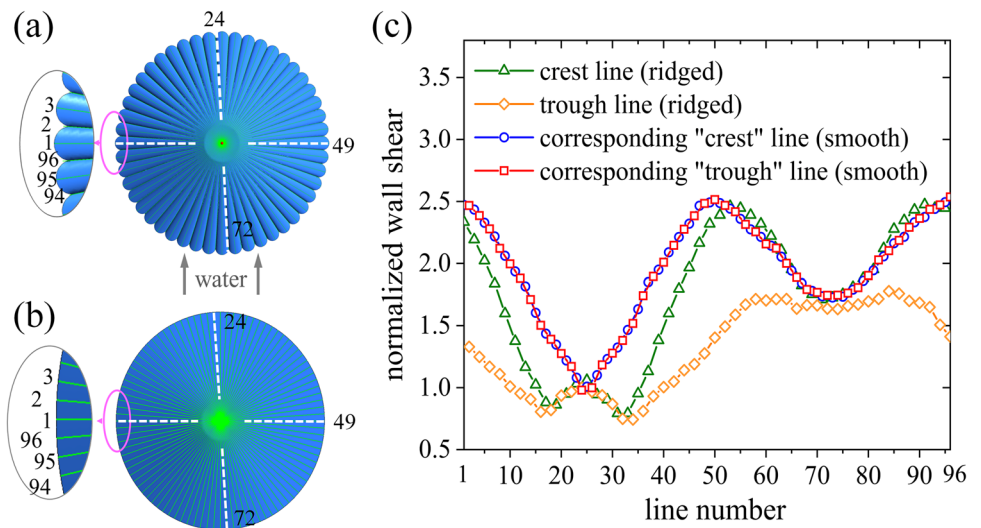 (a)
24
3
2
1
96
95
94
49
72
water
(b)
24
3
2
1
96
95
94
49
72
(c)
crest line (ridged)
trough line (ridged)
corresponding "crest" line (smooth)
corresponding "trough" line (smooth)
normalized wall shear
3.5
3.0
2.5
2.0
1.5
1.0
0.5
1 10 20 30 40 50 60 70 80 90 96
line number